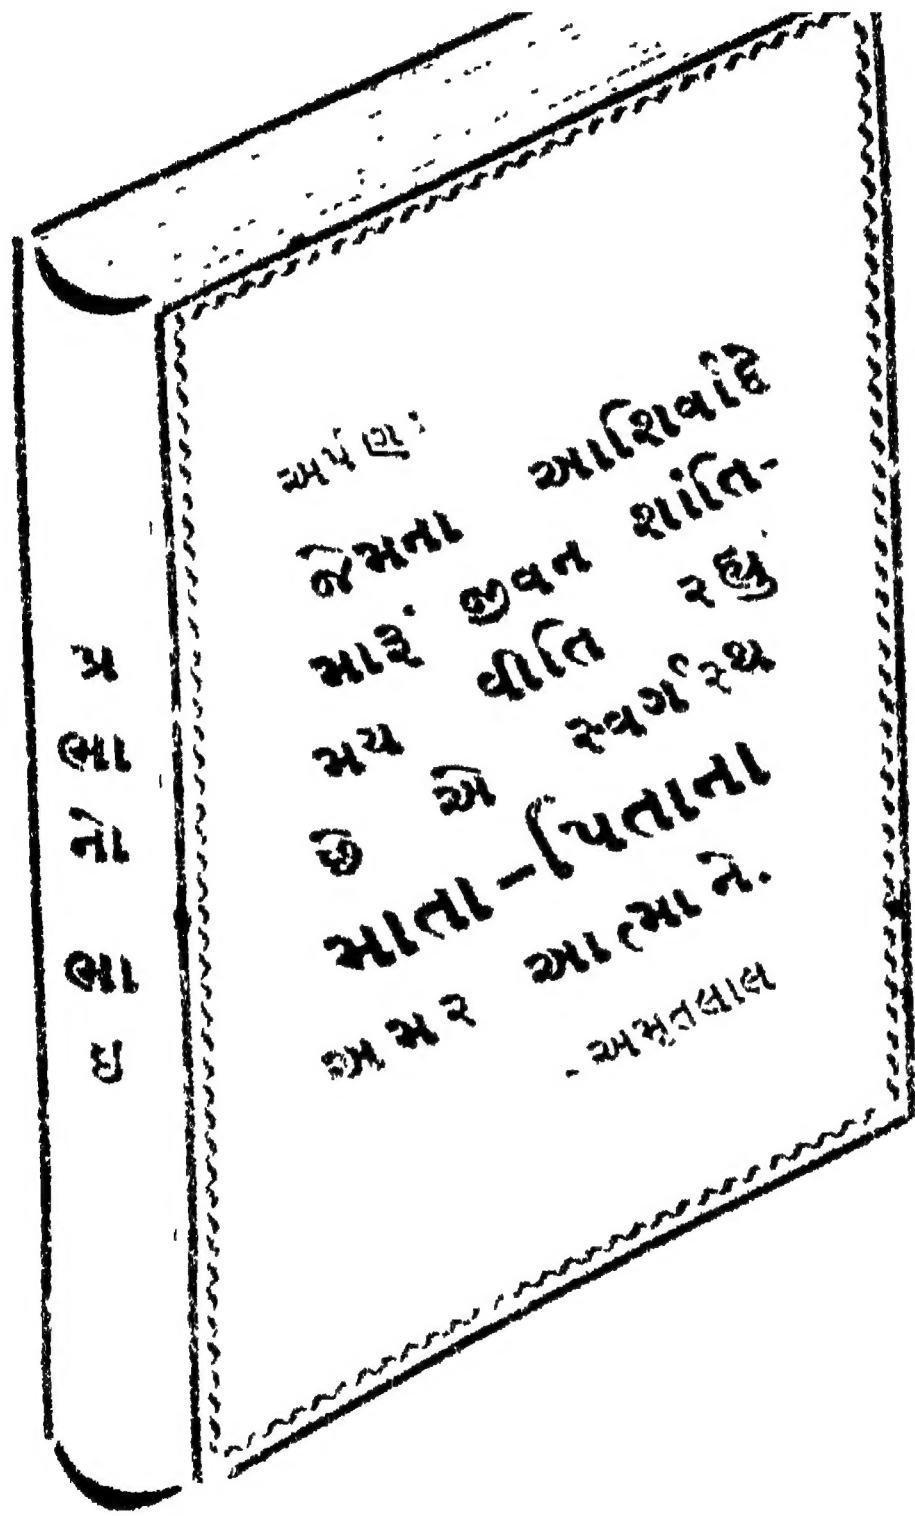 પ્ર
ભા
નો
ભા
ઇ
અર્પણ:
જેમના આશિર્વાદે
મારૂં જીવન શાંતિ-
મય વીતિ રહ્યું
છે એ સ્વર્ગસ્થ
માતા-પિતાના
અમર આત્માને.
- અમૃતલાલ